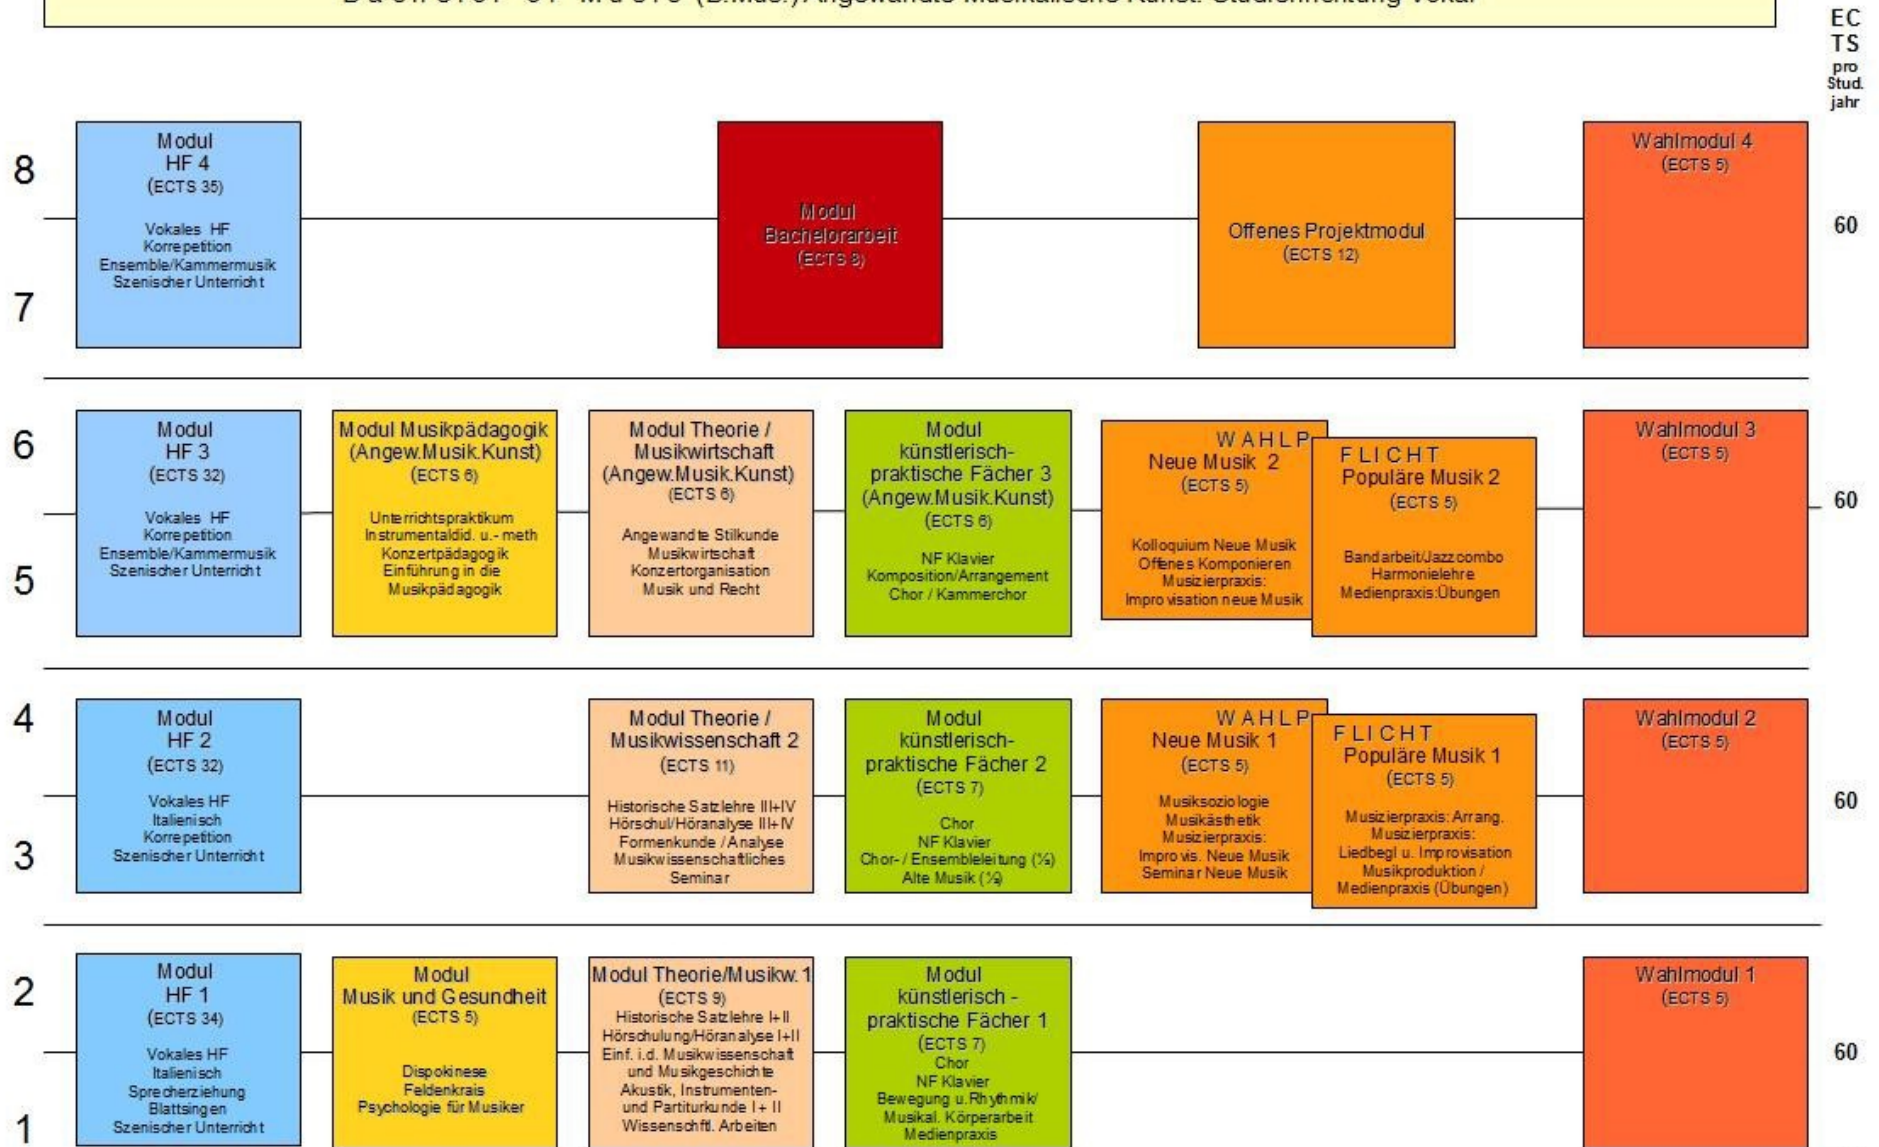 (B.Mus.) Angewandte Musikalische Kunst: Studienrichtung Vokal
EC
TS
pro
Stud.
jahr
8
7
Modul
HF 4
(ECTS 35)
Vokales HF
Korrepetition
Ensemble/Kammermusik
Szenischer Unterricht
Modul
Bachelorarbeit
(ECTS 8)
Offenes Projektmodul
(ECTS 12)
Wahlmodul 4
(ECTS 5)
60
6
5
Modul
HF 3
(ECTS 32)
Vokales HF
Korrepetition
Ensemble/Kammermusik
Szenischer Unterricht
Modul Musikpädagogik
(Angew.Musik.Kunst)
(ECTS 6)
Unterrichtspraktikum
Instrumentaldid. u.- meth
Konzertpädagogik
Einführung in die
Musikpädagogik
Modul Theorie /
Musikwirtschaft
(Angew.Musik.Kunst)
(ECTS 6)
Angewandte Stilkunde
Musikwirtschaft
Konzertorganisation
Musik und Recht
Modul
künstlerisch-
praktische Fächer 3
(Angew.Musik.Kunst)
(ECTS 6)
NF Klavier
Komposition/Arrangement
Chor / Kammerchor
WAHLP
Neue Musik 2
(ECTS 5)
Kolloquium Neue Musik
Offenes Komponieren
Musizierpraxis:
Improvisation neue Musik
FLICHT
Populäre Musik 2
(ECTS 5)
Bandarbeit/Jazzcombo
Harmonielehre
Medienpraxis:Übungen
Wahlmodul 3
(ECTS 5)
60
4
3
Modul
HF 2
(ECTS 32)
Vokales HF
Italienisch
Korrepetition
Szenischer Unterricht
Modul Theorie /
Musikwissenschaft 2
(ECTS 11)
Historische Satzlehre III+IV
Hörschul/Höranalyse III+IV
Formenkunde / Analyse
Musikwissenschaftliches
Seminar
Modul
künstlerisch-
praktische Fächer 2
(ECTS 7)
Chor
NF Klavier
Chor- / Ensembleleitung (½)
Alte Musik (½)
WAHLP
Neue Musik 1
(ECTS 5)
Musiksoziologie
Musikästhetik
Musizierpraxis:
Improvis. Neue Musik
Seminar Neue Musik
FLICHT
Populäre Musik 1
(ECTS 5)
Musizierpraxis: Arrang.
Musizierpraxis:
Liedbegl u. Improvisation
Musikproduktion /
Medienpraxis (Übungen)
Wahlmodul 2
(ECTS 5)
60
2
1
Modul
HF 1
(ECTS 34)
Vokales HF
Italienisch
Sprecherziehung
Blattsingen
Szenischer Unterricht
Modul
Musik und Gesundheit
(ECTS 5)
Dispokinese
Feldenkrais
Psychologie für Musiker
Modul Theorie/Musikw. 1
(ECTS 9)
Historische Satzlehre I+II
Hörschulung/Höranalyse I+II
Einf. i.d. Musikwissenschaft
und Musikgeschichte
Akustik, Instrumenten-
und Partiturkunde I + II
Wissenschftl. Arbeiten
Modul
künstlerisch -
praktische Fächer 1
(ECTS 7)
Chor
NF Klavier
Bewegung u.Rhythmik/
Musikal. Körperarbeit
Medienpraxis
Wahlmodul 1
(ECTS 5)
60